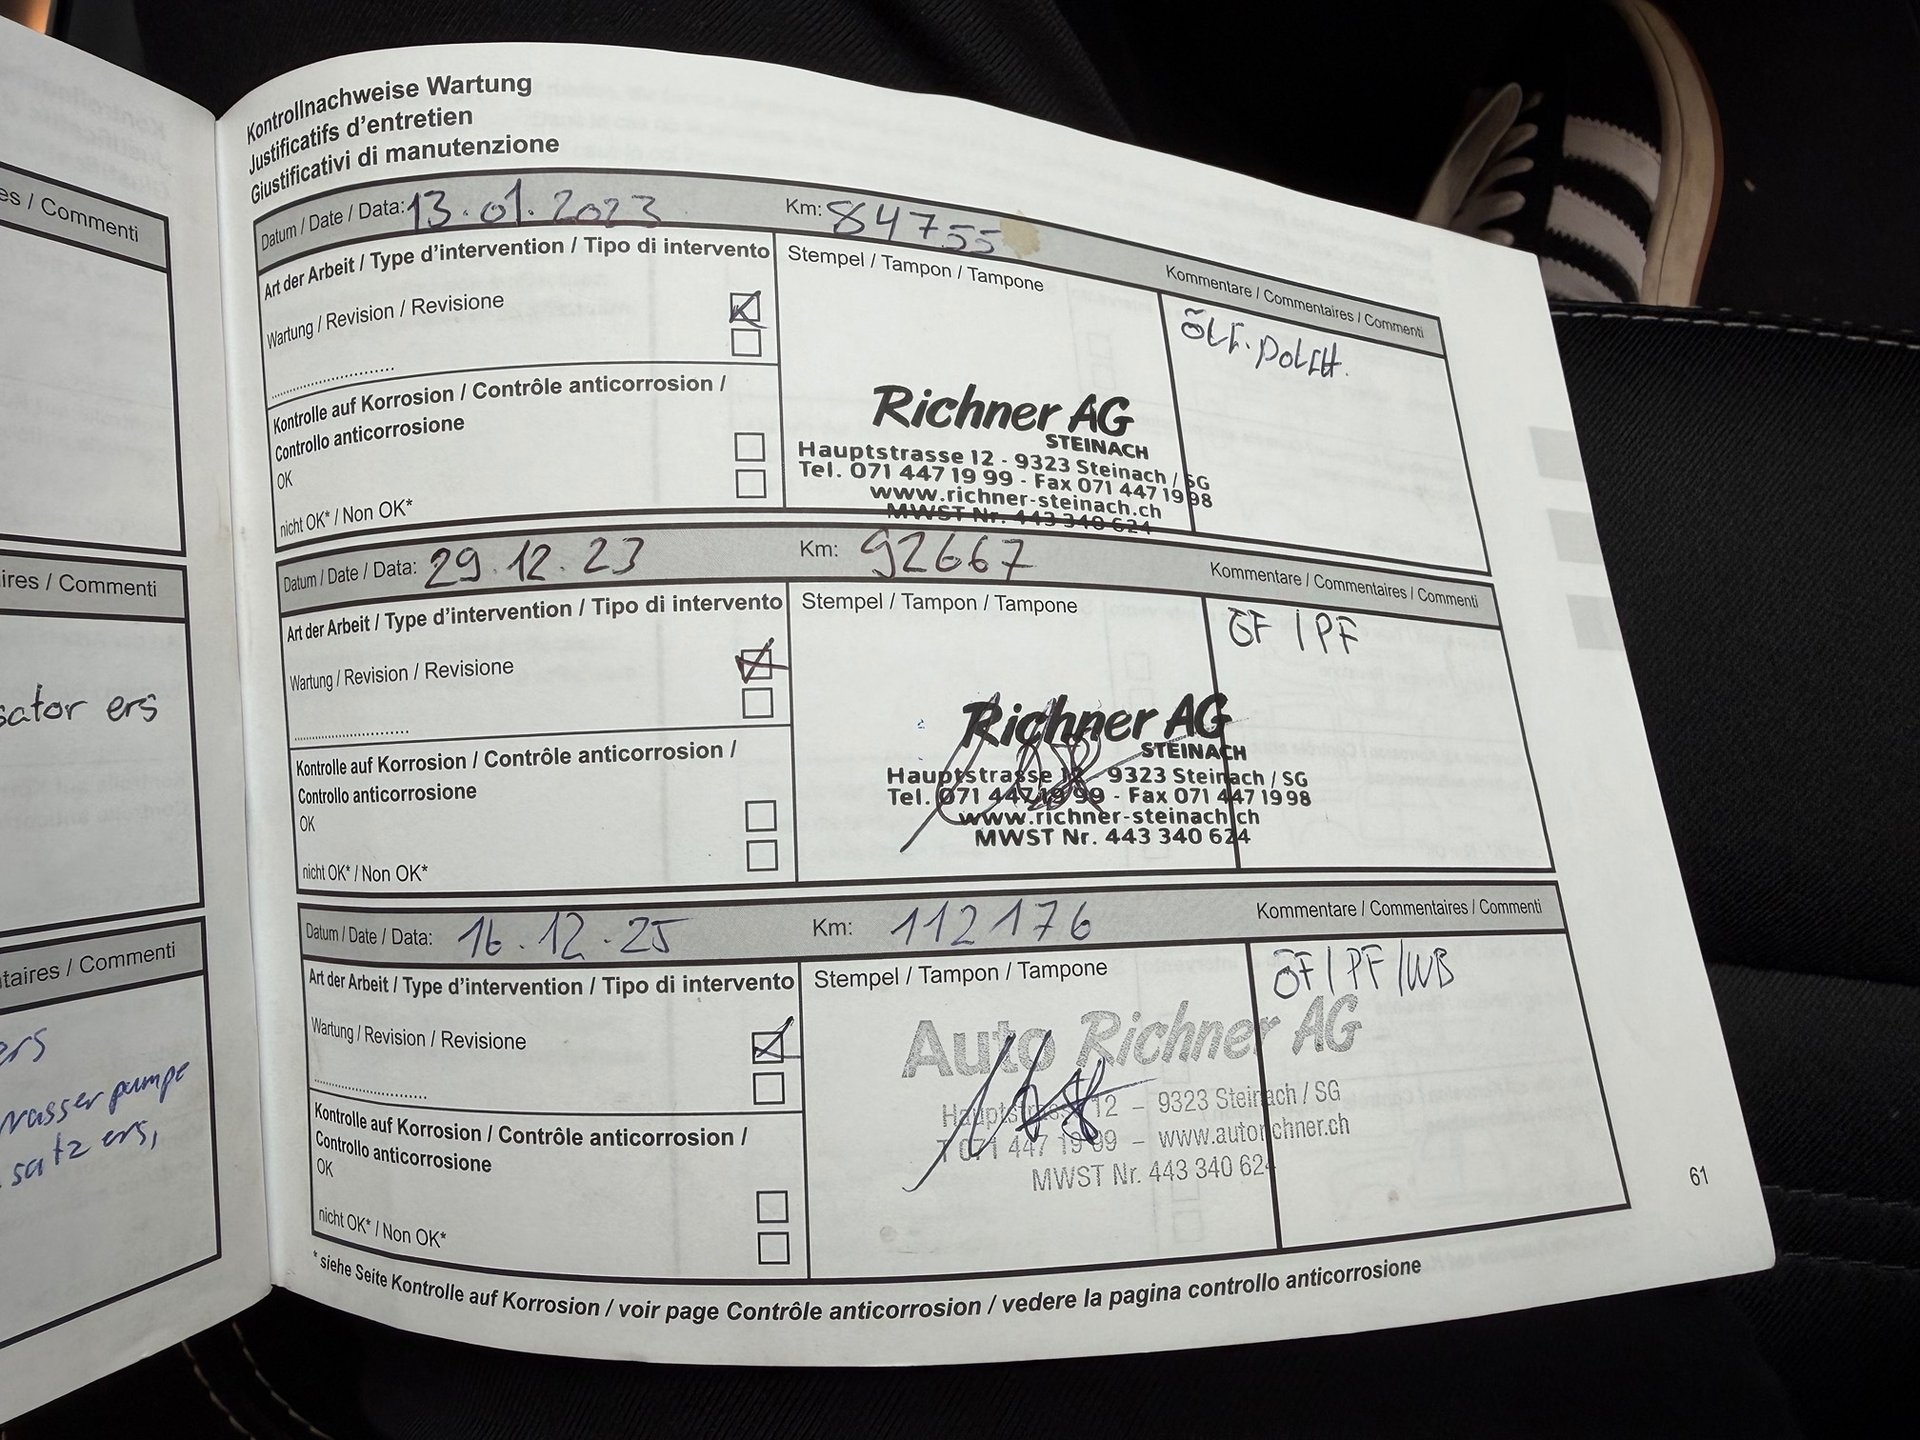 es / Commenti
ires / Commenti
sator ers
taires / Commenti
ers
wasserpumpe
satz ers,
Kontrollnachweise Wartung
Justificatifs d'entretien
Giustificativi di manutenzione
Datum / Date / Data: 13.01.2023 Km: 84755 Kommentare / Commentaires / Commenti
Art der Arbeit / Type d'intervention / Tipo di intervento
Wartung / Revision / Revisione
Kontrolle auf Korrosion / Contrôle anticorrosion /
Controllo anticorrosione
OK
nicht OK* / Non OK*
Stempel / Tampon / Tampone
Richner AG
STEINACH
Hauptstrasse 12 - 9323 Steinach / SG
Tel. 071 447 19 99 - Fax 071 447 19 98
www.richner-steinach.ch
MWST Nr. 443 340 624
Datum / Date / Data: 29.12.23 Km: 92667 Kommentare / Commentaires / Commenti
Art der Arbeit / Type d'intervention / Tipo di intervento
Wartung / Revision / Revisione
Kontrolle auf Korrosion / Contrôle anticorrosion /
Controllo anticorrosione
OK
nicht OK* / Non OK*
Stempel / Tampon / Tampone
Richner AG
STEINACH
Hauptstrasse 12 - 9323 Steinach / SG
Tel. 071 447 19 99 - Fax 071 447 19 98
www.richner-steinach.ch
MWST Nr. 443 340 624
ÖF / PF
Datum / Date / Data: 16.12.25 Km: 112176 Kommentare / Commentaires / Commenti
Art der Arbeit / Type d'intervention / Tipo di intervento
Wartung / Revision / Revisione
Kontrolle auf Korrosion / Contrôle anticorrosion /
Controllo anticorrosione
OK
nicht OK* / Non OK*
Stempel / Tampon / Tampone
Auto Richner AG
Hauptstrasse 12 – 9323 Steinach / SG
T 071 447 19 99 – www.autorichner.ch
MWST Nr. 443 340 624
ÖF / PF / WB
* siehe Seite Kontrolle auf Korrosion / voir page Contrôle anticorrosion / vedere la pagina controllo anticorrosione
61